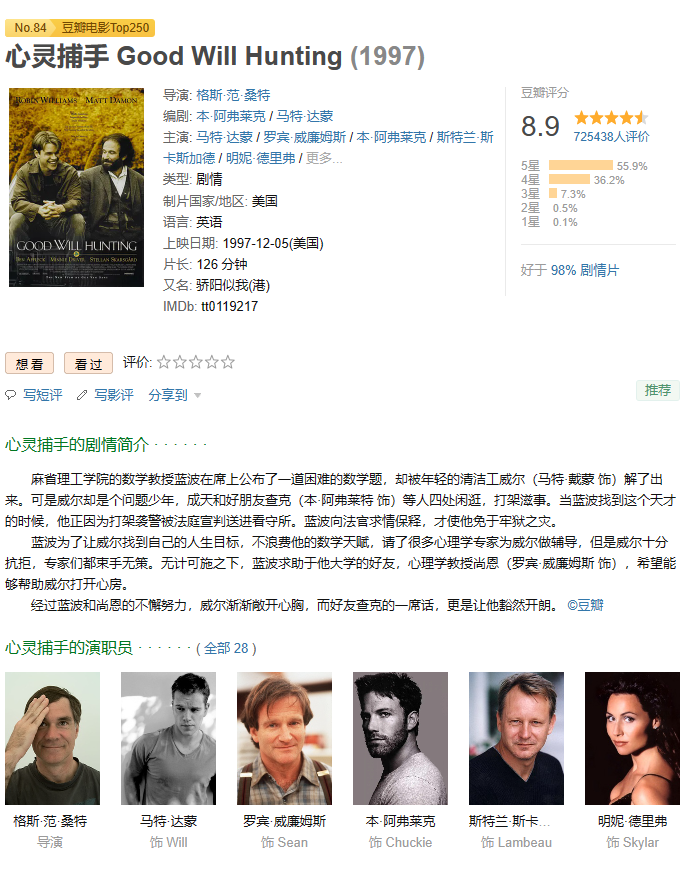 No.84 豆瓣电影Top250
心灵捕手 Good Will Hunting (1997)
ROBIN WILLIAMS MATT DAMON
GOOD WILL HUNTING
BEN AFFLECK MINNIE DRIVER STELLAN SKARSGÅRD
导演: 格斯·范·桑特
编剧: 本·阿弗莱克 / 马特·达蒙
主演: 马特·达蒙 / 罗宾·威廉姆斯 / 本·阿弗莱克 / 斯特兰·斯
卡斯加德 / 明妮·德里弗 / 更多...
类型: 剧情
制片国家/地区: 美国
语言: 英语
上映日期: 1997-12-05(美国)
片长: 126 分钟
又名: 骄阳似我(港)
IMDb: tt0119217
豆瓣评分
8.9
725438人评价
5星 55.9%
4星 36.2%
3星 7.3%
2星 0.5%
1星 0.1%
好于 98% 剧情片
想看 看过 评价:
写短评 写影评 分享到
推荐
心灵捕手的剧情简介 · · · · · ·
麻省理工学院的数学教授蓝波在席上公布了一道困难的数学题，却被年轻的清洁工威尔（马特·戴蒙 饰）解了出
来。可是威尔却是个问题少年，成天和好朋友查克（本·阿弗莱特 饰）等人四处闲逛，打架滋事。当蓝波找到这个天才
的时候，他正因为打架袭警被法庭宣判送进看守所。蓝波向法官求情保释，才使他免于牢狱之灾。
蓝波为了让威尔找到自己的人生目标，不浪费他的数学天赋，请了很多心理学专家为威尔做辅导，但是威尔十分
抗拒，专家们都束手无策。无计可施之下，蓝波求助于他大学的好友，心理学教授尚恩（罗宾·威廉姆斯 饰），希望能
够帮助威尔打开心房。
经过蓝波和尚恩的不懈努力，威尔渐渐敞开心胸，而好友查克的一席话，更是让他豁然开朗。 ©豆瓣
心灵捕手的演职员 · · · · · · ( 全部 28 )
格斯·范·桑特 马特·达蒙 罗宾·威廉姆斯 本·阿弗莱克 斯特兰·斯卡... 明妮·德里弗
导演 饰 Will 饰 Sean 饰 Chuckie 饰 Lambeau 饰 Skylar